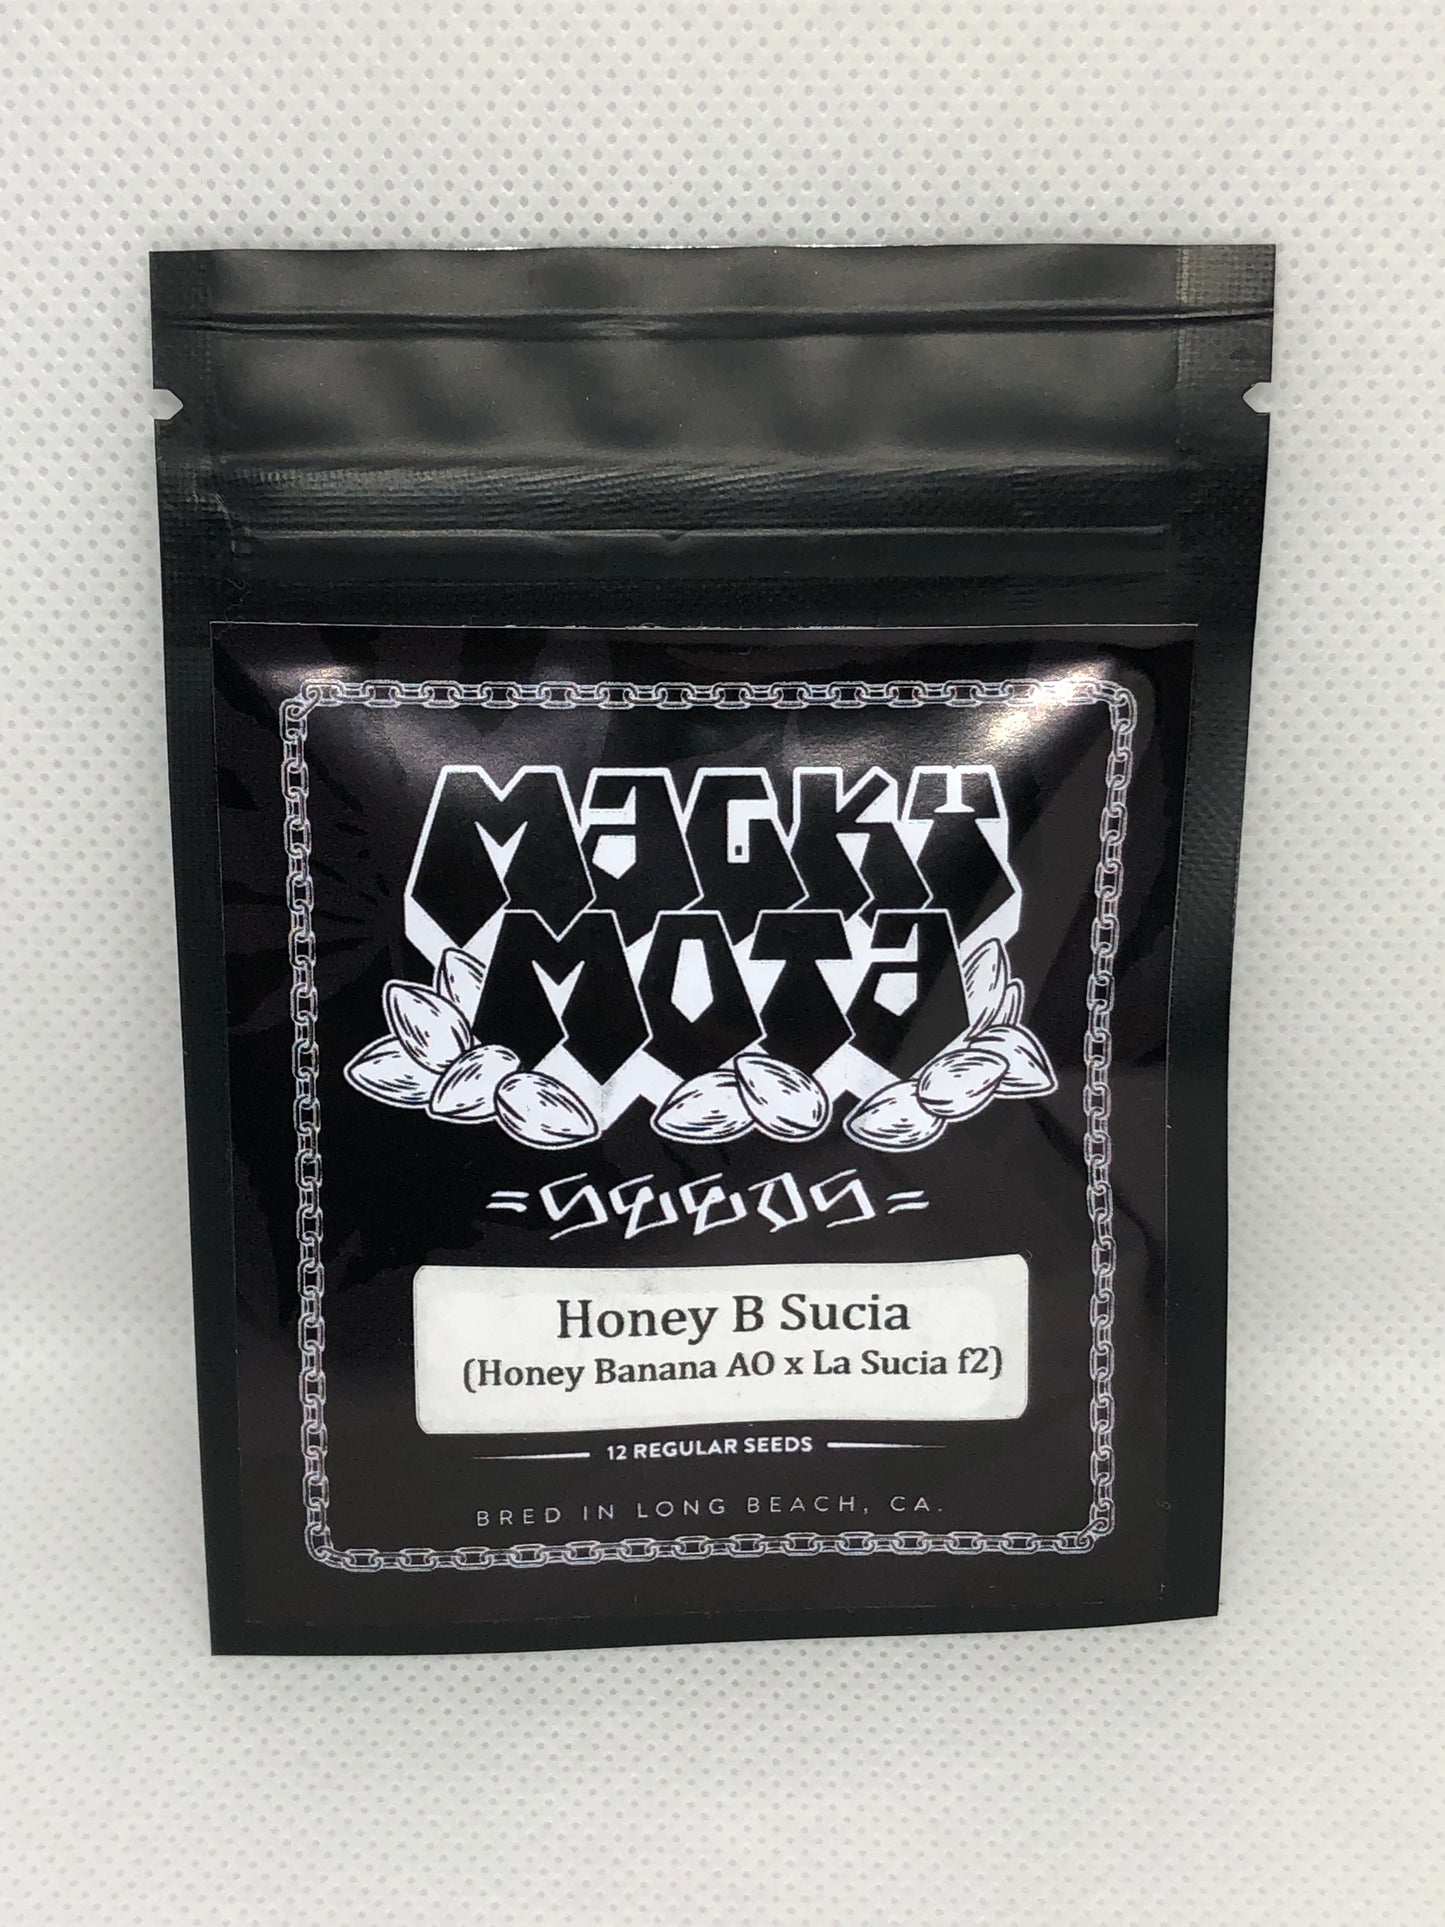 MACKT
MOTA
=SEEDS=
Honey B Sucia
(Honey Banana AO x La Sucia f2)
12 REGULAR SEEDS
BRED IN LONG BEACH, CA.